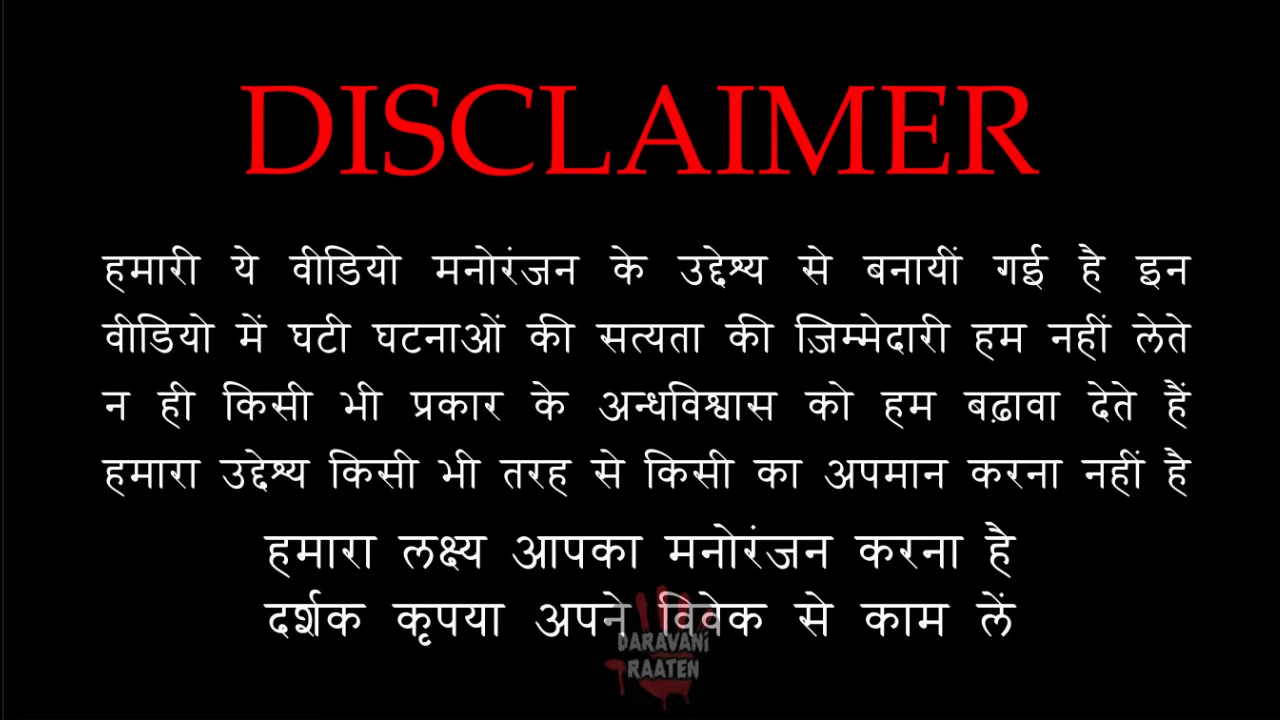 DISCLAIMER
हमारी ये वीडियो मनोरंजन के उद्देश्य से बनायीं गई है इन
वीडियो में घटी घटनाओं की सत्यता की ज़िम्मेदारी हम नहीं लेते
न ही किसी भी प्रकार के अन्धविश्वास को हम बढ़ावा देते हैं
हमारा उद्देश्य किसी भी तरह से किसी का अपमान करना नहीं है
हमारा लक्ष्य आपका मनोरंजन करना है
दर्शक कृपया अपने विवेक से काम लें
DARAVANi
RAATEN